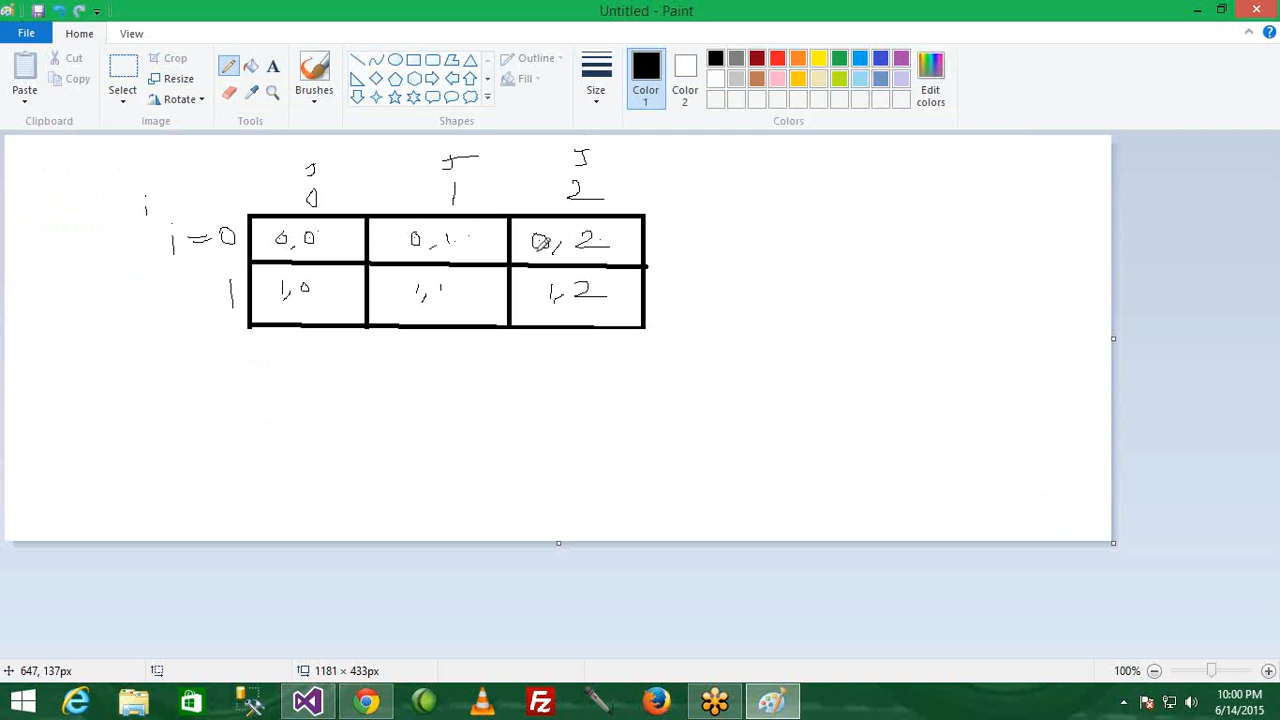 Untitled - Paint
File Home View
Cut
Copy
Paste
Crop
Resize
Rotate
Select
Brushes
Outline
Fill
Size
Color 1
Color 2
Edit colors
Clipboard Image Tools Shapes Colors
J J J
i 0 1 2
i=0 0,0 0,1 0,2
1 1,0 1,1 1,2
647, 137px 1181 × 433px 100%
10:00 PM
6/14/2015